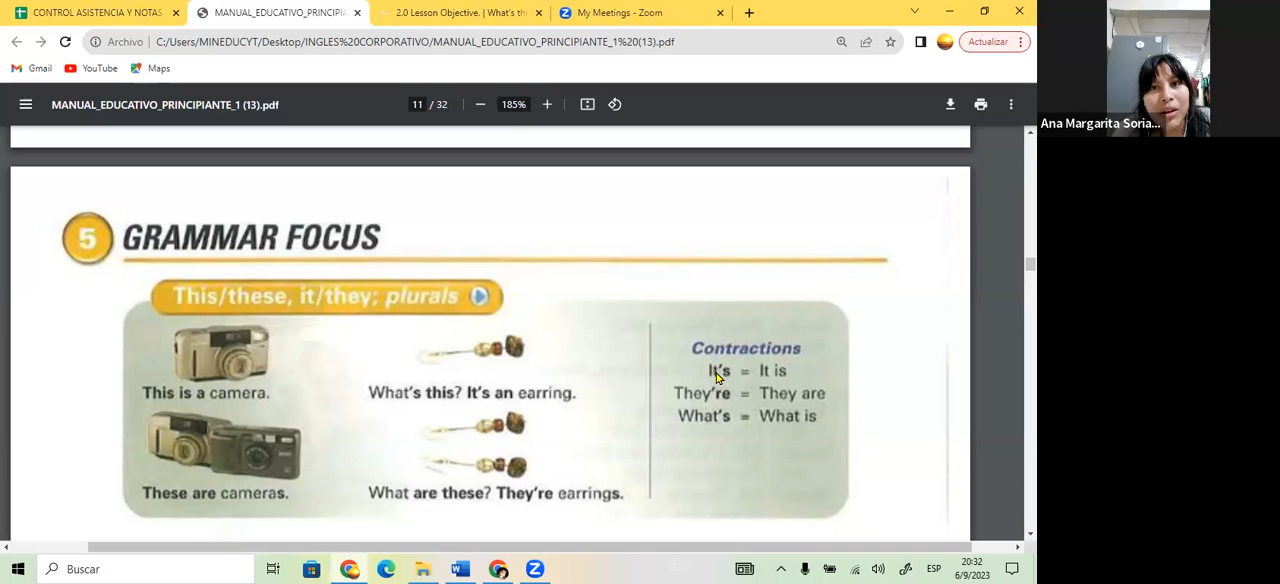 CONTROL ASISTENCIA Y NOTAS
MANUAL_EDUCATIVO_PRINCIPIA
2.0 Lesson Objective. | What's thi
My Meetings - Zoom
Archivo
C:/Users/MINEDUCYT/Desktop/INGLES%20CORPORATIVO/MANUAL_EDUCATIVO_PRINCIPIANTE_1%20(13).pdf
Actualizar
Gmail
YouTube
Maps
MANUAL_EDUCATIVO_PRINCIPIANTE_1 (13).pdf
11 / 32
185%
Ana Margarita Soria...
5 GRAMMAR FOCUS
This/these, it/they; plurals
This is a camera.
What's this? It's an earring.
These are cameras.
What are these? They're earrings.
Contractions
It's = It is
They're = They are
What's = What is
Buscar
ESP
20:32
6/9/2023